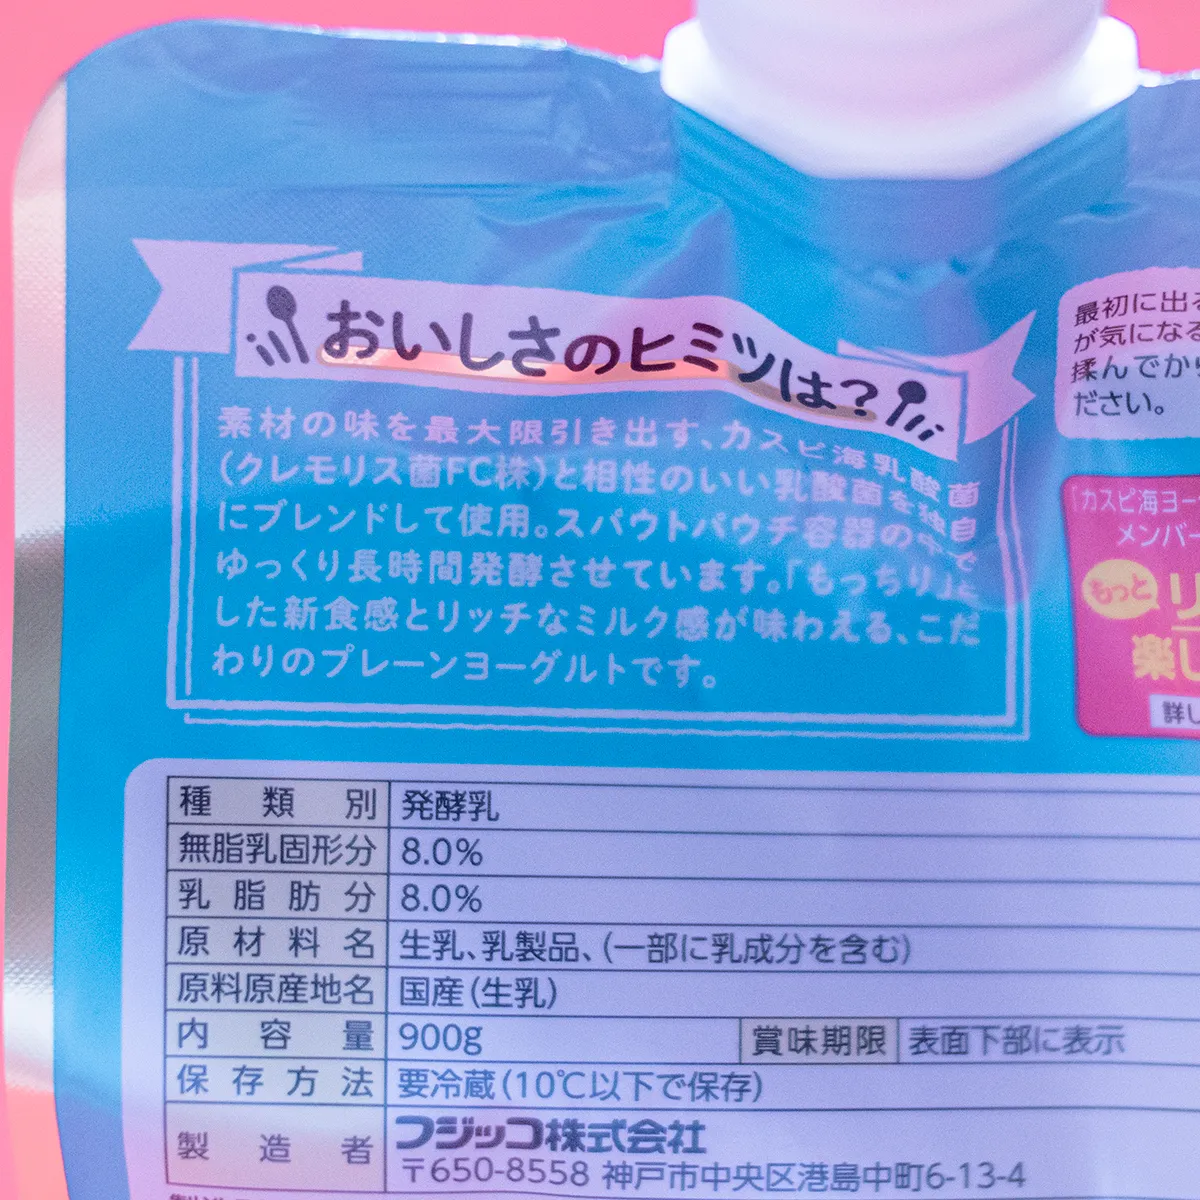 おいしさのヒミツは?
素材の味を最大限引き出す、カスピ海乳酸菌
(クレモリス菌FC株)と相性のいい乳酸菌を独自
にブレンドして使用。スパウトパウチ容器の中で
ゆっくり長時間発酵させています。「もっちり」と
した新食感とリッチなミルク感が味わえる、こだ
わりのプレーンヨーグルトです。
最初に出る
が気になる
揉んでから
ださい。
「カスピ海ヨー
メンバー
もっと
リ
楽し
詳し
種類別 発酵乳
無脂乳固形分 8.0%
乳脂肪分 8.0%
原材料名 生乳、乳製品、(一部に乳成分を含む)
原料原産地名 国産(生乳)
内容量 900g 賞味期限 表面下部に表示
保存方法 要冷蔵(10℃以下で保存)
製造者 フジッコ株式会社
〒650-8558 神戸市中央区港島中町6-13-4